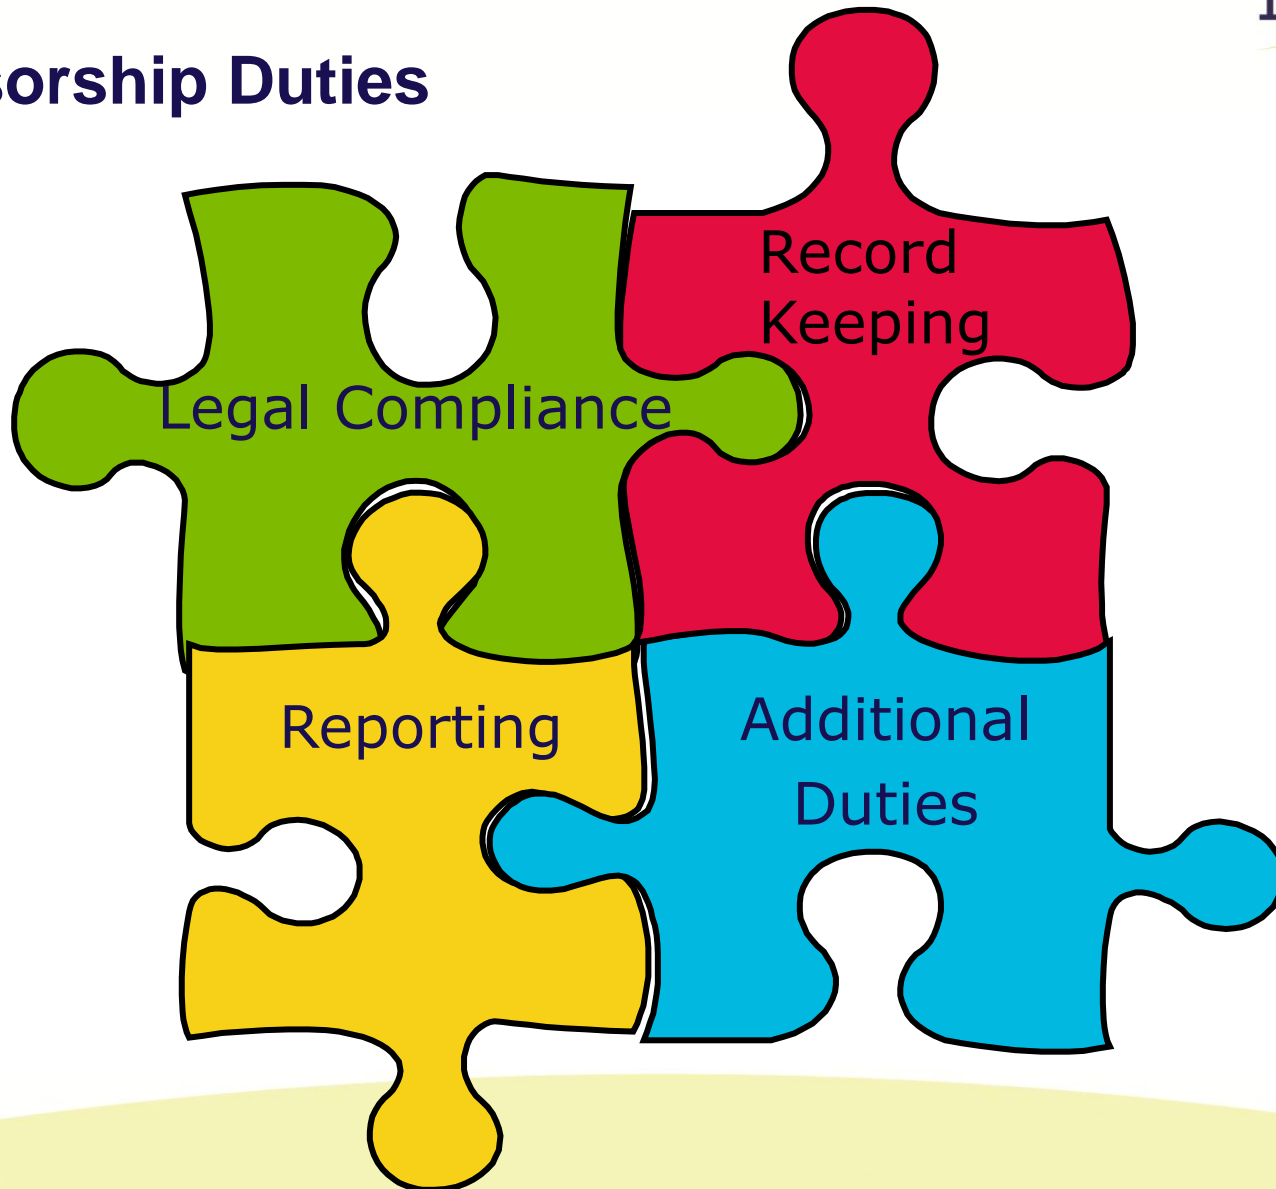 sorship Duties
Record
Keeping
Legal Compliance
Reporting
Additional
Duties